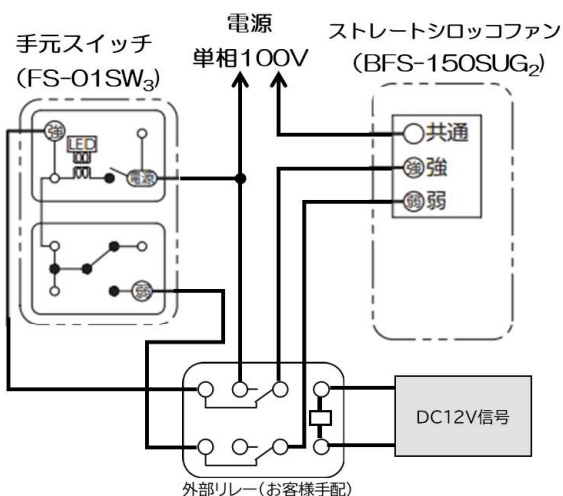 電源
単相100V
手元スイッチ
(FS-01SW3)
ストレートシロッコファン
(BFS-150SUG2)
強
LED
電源
弱
共通
強 強
弱 弱
DC12V信号
外部リレー(お客様手配)